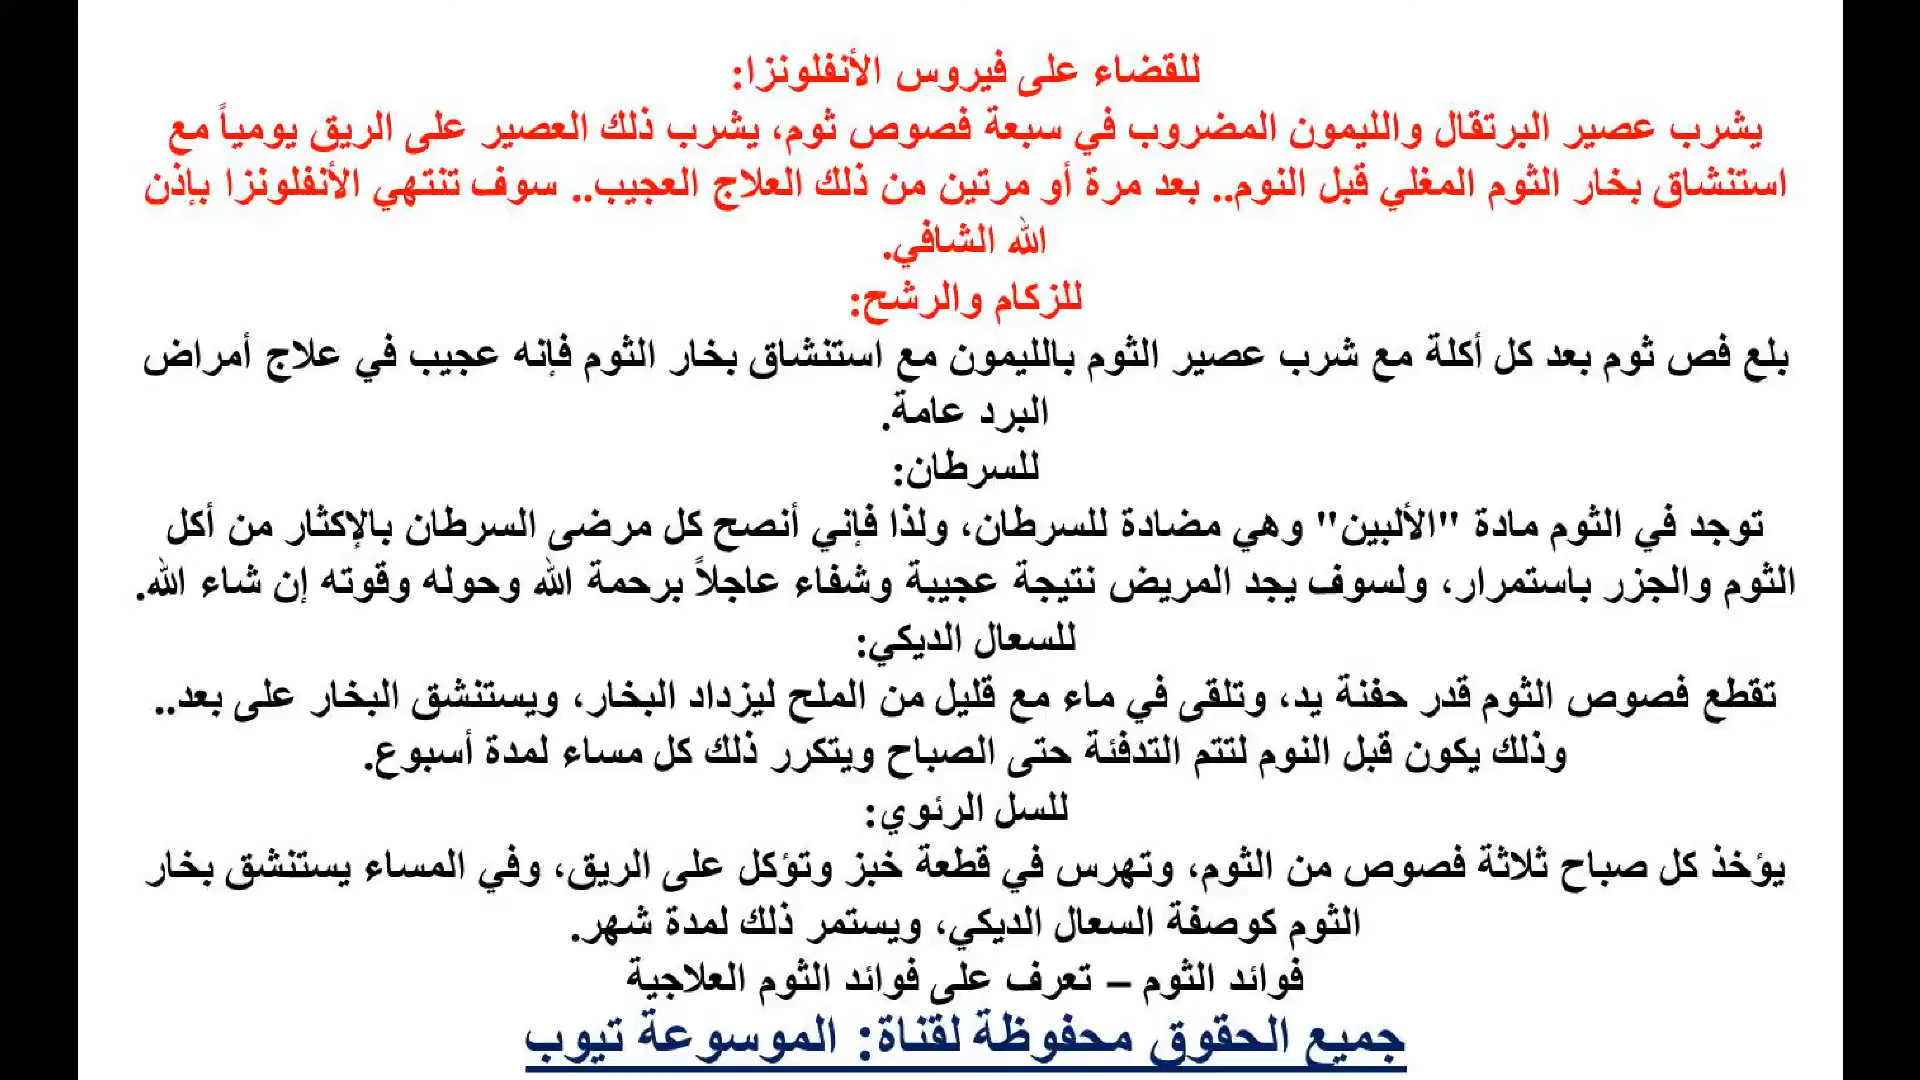 للقضاء على فيروس الأنفلونزا:
يشرب عصير البرتقال والليمون المضروب في سبعة فصوص ثوم، يشرب ذلك العصير على الريق يومياً مع
استنشاق بخار الثوم المغلي قبل النوم.. بعد مرة أو مرتين من ذلك العلاج العجيب.. سوف تنتهي الأنفلونزا بإذن
الله الشافي.
للزكام والرشح:
بلع فص ثوم بعد كل أكلة مع شرب عصير الثوم بالليمون مع استنشاق بخار الثوم فإنه عجيب في علاج أمراض
البرد عامة.
للسرطان:
توجد في الثوم مادة "الألبين" وهي مضادة للسرطان، ولذا فإني أنصح كل مرضى السرطان بالإكثار من أكل
الثوم والجزر باستمرار، ولسوف يجد المريض نتيجة عجيبة وشفاء عاجلاً برحمة الله وحوله وقوته إن شاء الله.
للسعال الديكي:
تقطع فصوص الثوم قدر حفنة يد، وتلقى في ماء مع قليل من الملح ليزداد البخار، ويستنشق البخار على بعد..
وذلك يكون قبل النوم لتتم التدفئة حتى الصباح ويتكرر ذلك كل مساء لمدة أسبوع.
للسل الرئوي:
يؤخذ كل صباح ثلاثة فصوص من الثوم، وتهرس في قطعة خبز وتؤكل على الريق، وفي المساء يستنشق بخار
الثوم كوصفة السعال الديكي، ويستمر ذلك لمدة شهر.
فوائد الثوم – تعرف على فوائد الثوم العلاجية
جميع الحقوق محفوظة لقناة: الموسوعة تيوب